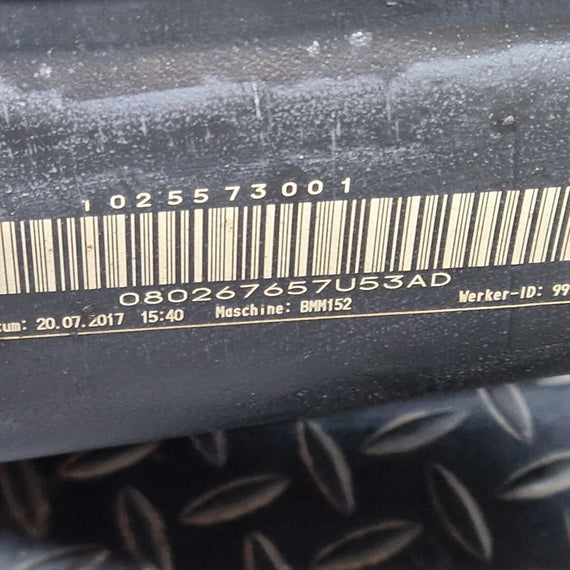 1025573001
080267657U53AD
tum: 20.07.2017 15:40 Maschine: BMM152 Werker-ID: 99